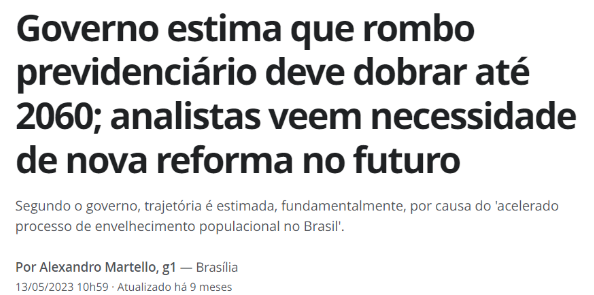 Governo estima que rombo
previdenciário deve dobrar até
2060; analistas veem necessidade
de nova reforma no futuro
Segundo o governo, trajetória é estimada, fundamentalmente, por causa do 'acelerado
processo de envelhecimento populacional no Brasil'.
Por Alexandro Martello, g1 — Brasília
13/05/2023 10h59 · Atualizado há 9 meses